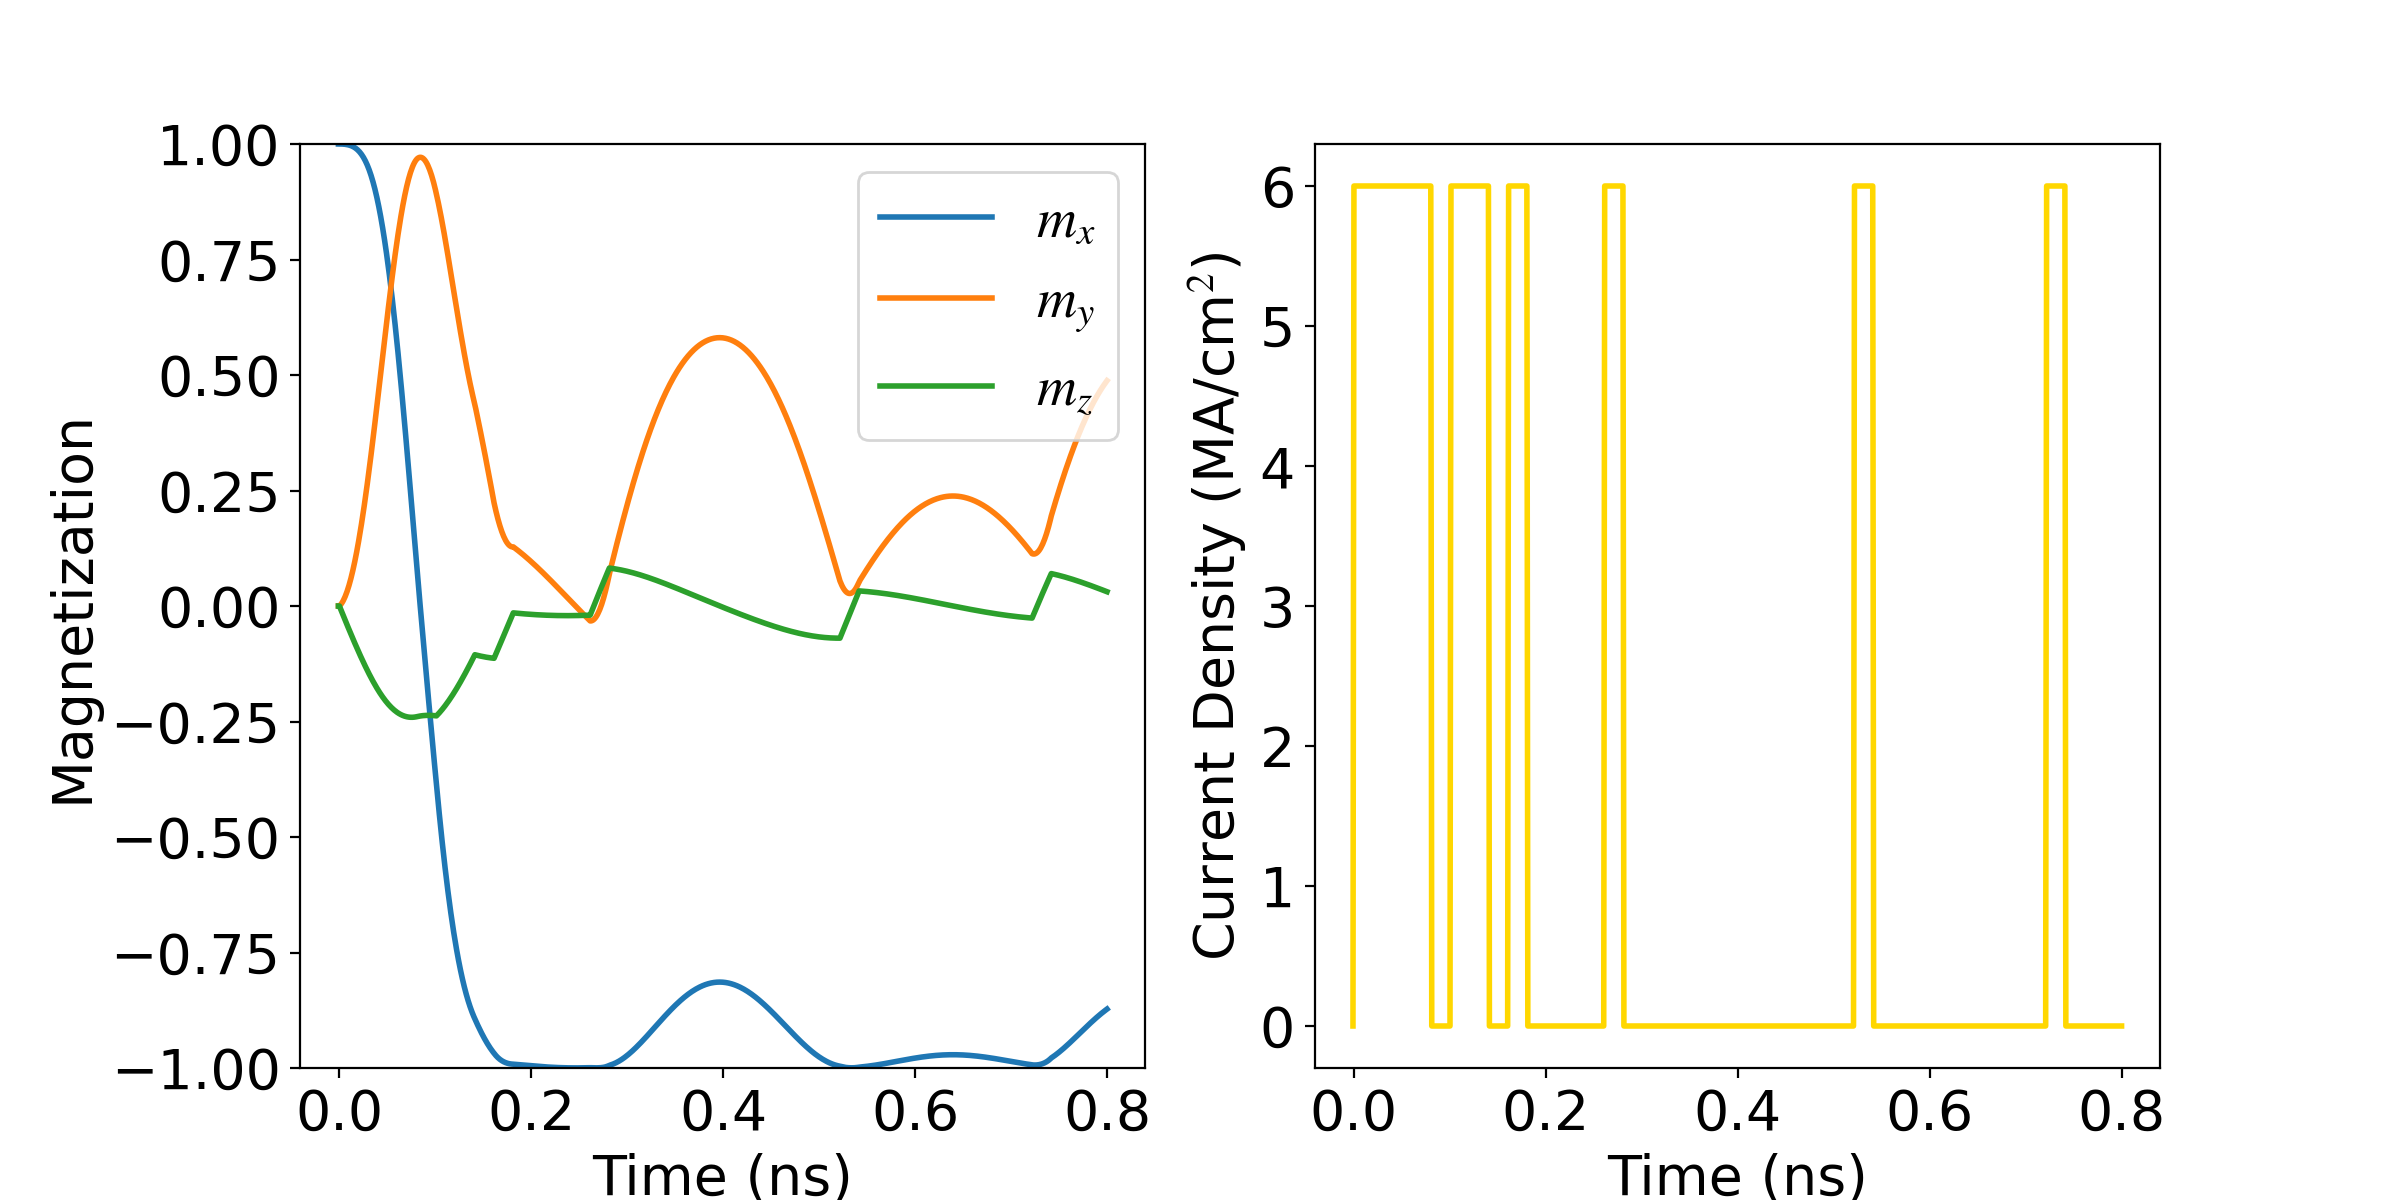 1.00
0.75
0.50
0.25
0.00
−0.25
−0.50
−0.75
−1.00
Magnetization
0.0 0.2 0.4 0.6 0.8
Time (ns)
m_x
m_y
m_z
6
5
4
3
2
1
0
Current Density (MA/cm²)
0.0 0.2 0.4 0.6 0.8
Time (ns)